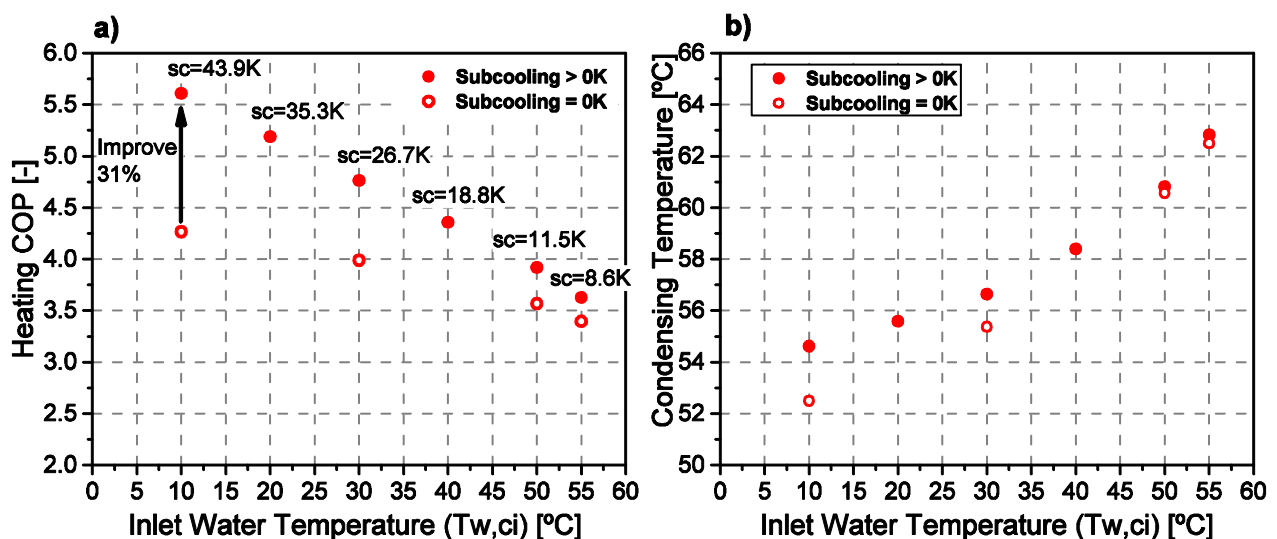 a)
6.0
5.5
5.0
4.5
4.0
3.5
3.0
2.5
2.0
Heating COP [-]
sc=43.9K
sc=35.3K
sc=26.7K
sc=18.8K
sc=11.5K
sc=8.6K
Improve
31%
Subcooling > 0K
Subcooling = 0K
0 5 10 15 20 25 30 35 40 45 50 55 60
Inlet Water Temperature (Tw,ci) [ºC]
b)
66
64
62
60
58
56
54
52
50
Condensing Temperature [ºC]
Subcooling > 0K
Subcooling = 0K
0 5 10 15 20 25 30 35 40 45 50 55 60
Inlet Water Temperature (Tw,ci) [ºC]